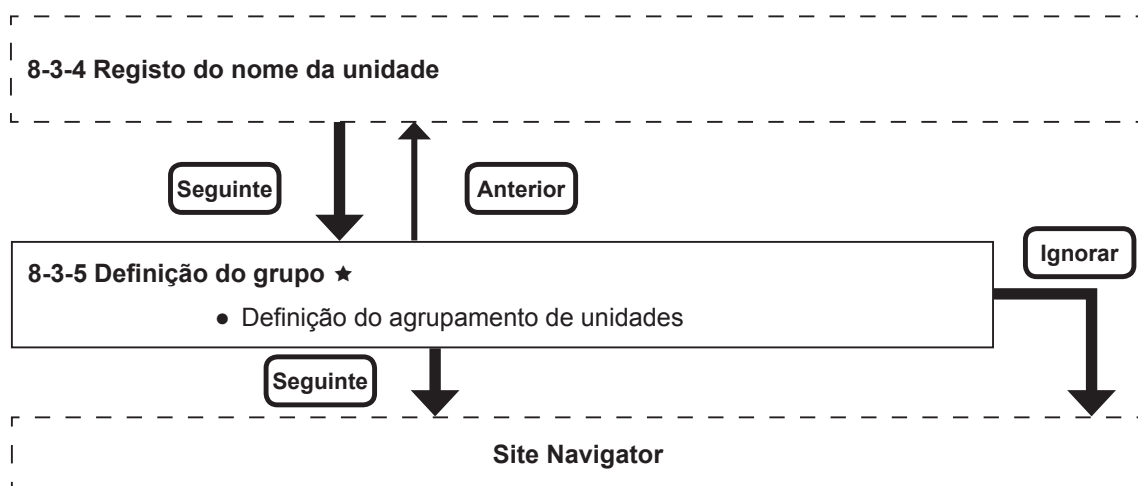 8-3-4 Registo do nome da unidade
Seguinte
Anterior
Ignorar
8-3-5 Definição do grupo ★
● Definição do agrupamento de unidades
Seguinte
Site Navigator